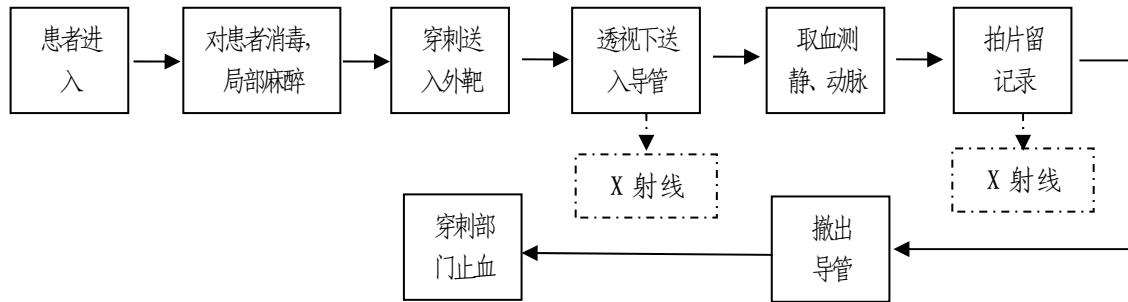 患者进
入
对患者消毒,
局部麻醉
穿刺送
入外靶
透视下送
入导管
取血测
静、动脉
拍片留
记录
X 射线
X 射线
撤出
导管
穿刺部
门止血